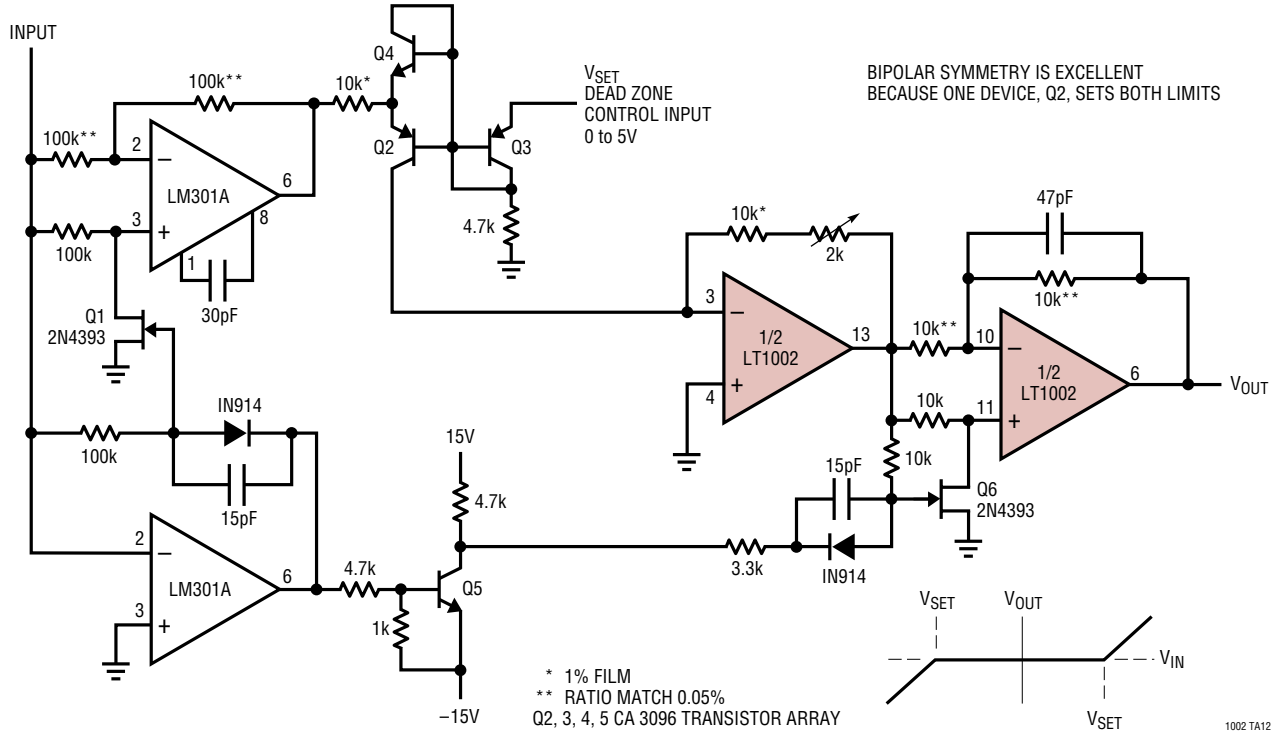 INPUT
100k**
10k*
Q4
VSET
DEAD ZONE
CONTROL INPUT
0 to 5V
BIPOLAR SYMMETRY IS EXCELLENT
BECAUSE ONE DEVICE, Q2, SETS BOTH LIMITS
100k**
2
–
LM301A
6
3
+
8
1
100k
30pF
Q2
Q3
4.7k
Q1
2N4393
10k*
2k
47pF
10k**
3
–
1/2
LT1002
13
+
4
10k**
10
–
1/2
LT1002
6
VOUT
10k
11
+
10k
IN914
100k
15pF
15V
4.7k
15pF
Q6
2N4393
3.3k
IN914
2
–
LM301A
6
3
+
4.7k
Q5
1k
–15V
VSET
VOUT
VIN
VSET
* 1% FILM
** RATIO MATCH 0.05%
Q2, 3, 4, 5 CA 3096 TRANSISTOR ARRAY
1002 TA12